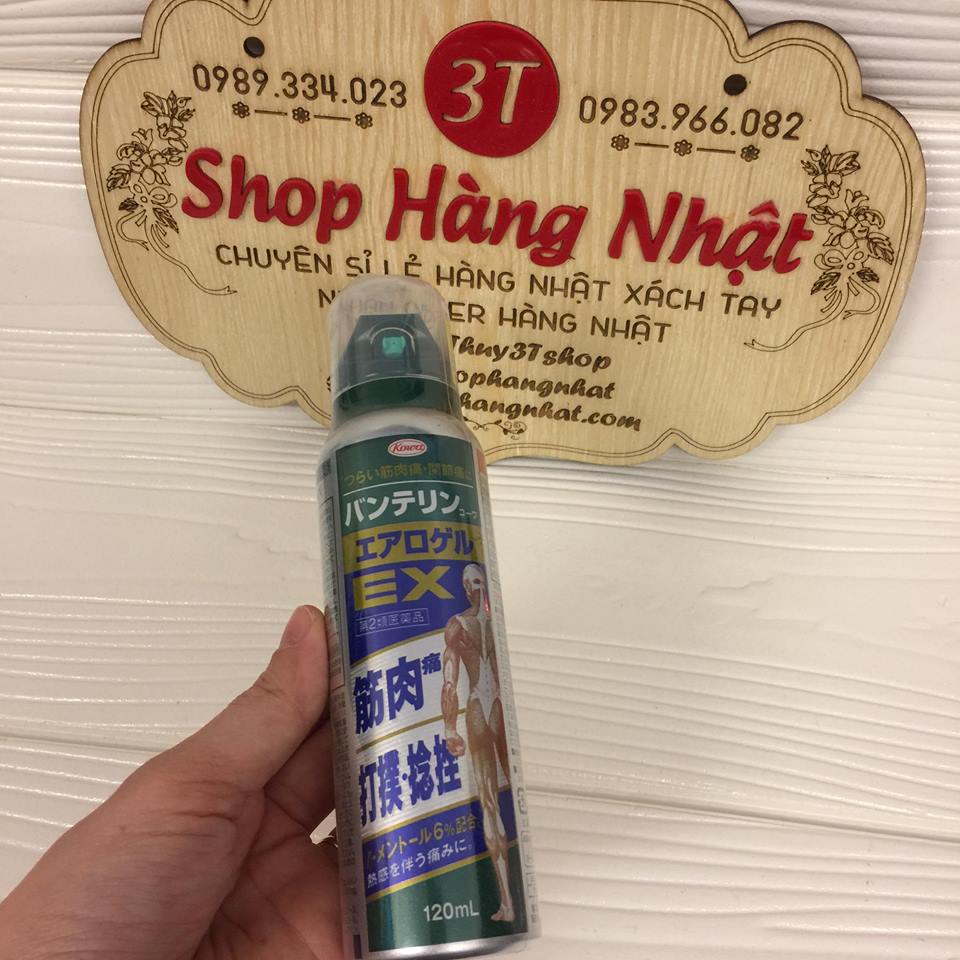 3T
0989.334.023
0983.966.082
Shop Hàng Nhật
CHUYÊN SỈ LẺ HÀNG NHẬT XÁCH TAY
ER HÀNG NHẬT
Thuy3Tshop
ophangnhat
hangnhat.com
Kowa
つらい筋肉痛・関節痛に
バンテリンコーワ
エアロゲル
EX
第2類医薬品
筋肉痛
打撲・捻挫
ℓ-メントール6%配合
熱感を伴う痛みに。
120mL